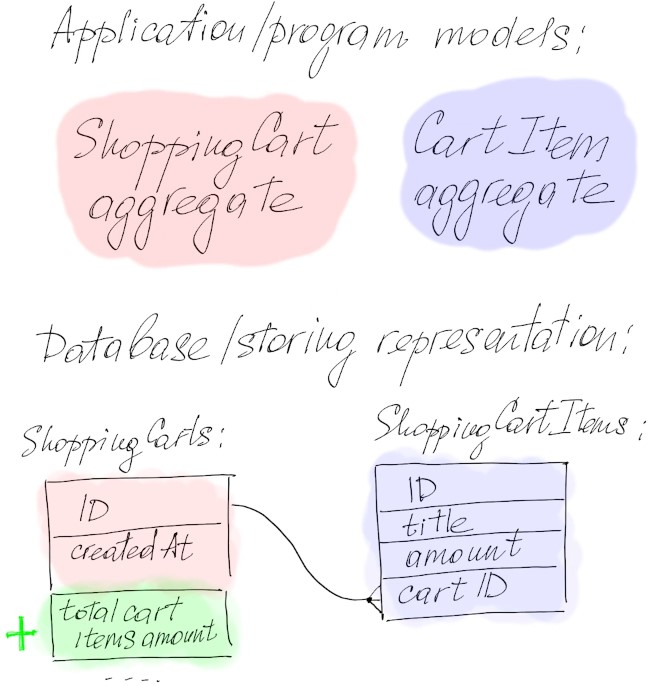 Application/program models:
ShoppingCart
aggregate
CartItem
aggregate
Database/storing representation:
ShoppingCarts:
ID
createdAt
+
total cart
items amount
ShoppingCartItems:
ID
title
amount
cart ID